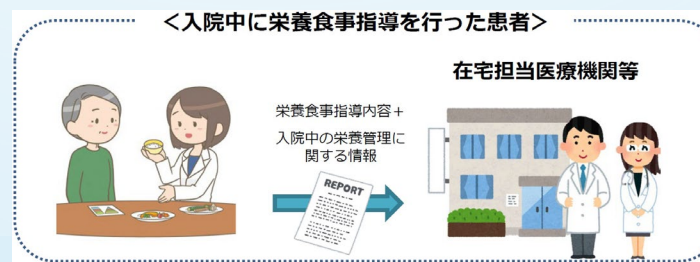 ＜入院中に栄養食事指導を行った患者＞
在宅担当医療機関等
栄養食事指導内容＋
入院中の栄養管理に
関する情報
REPORT